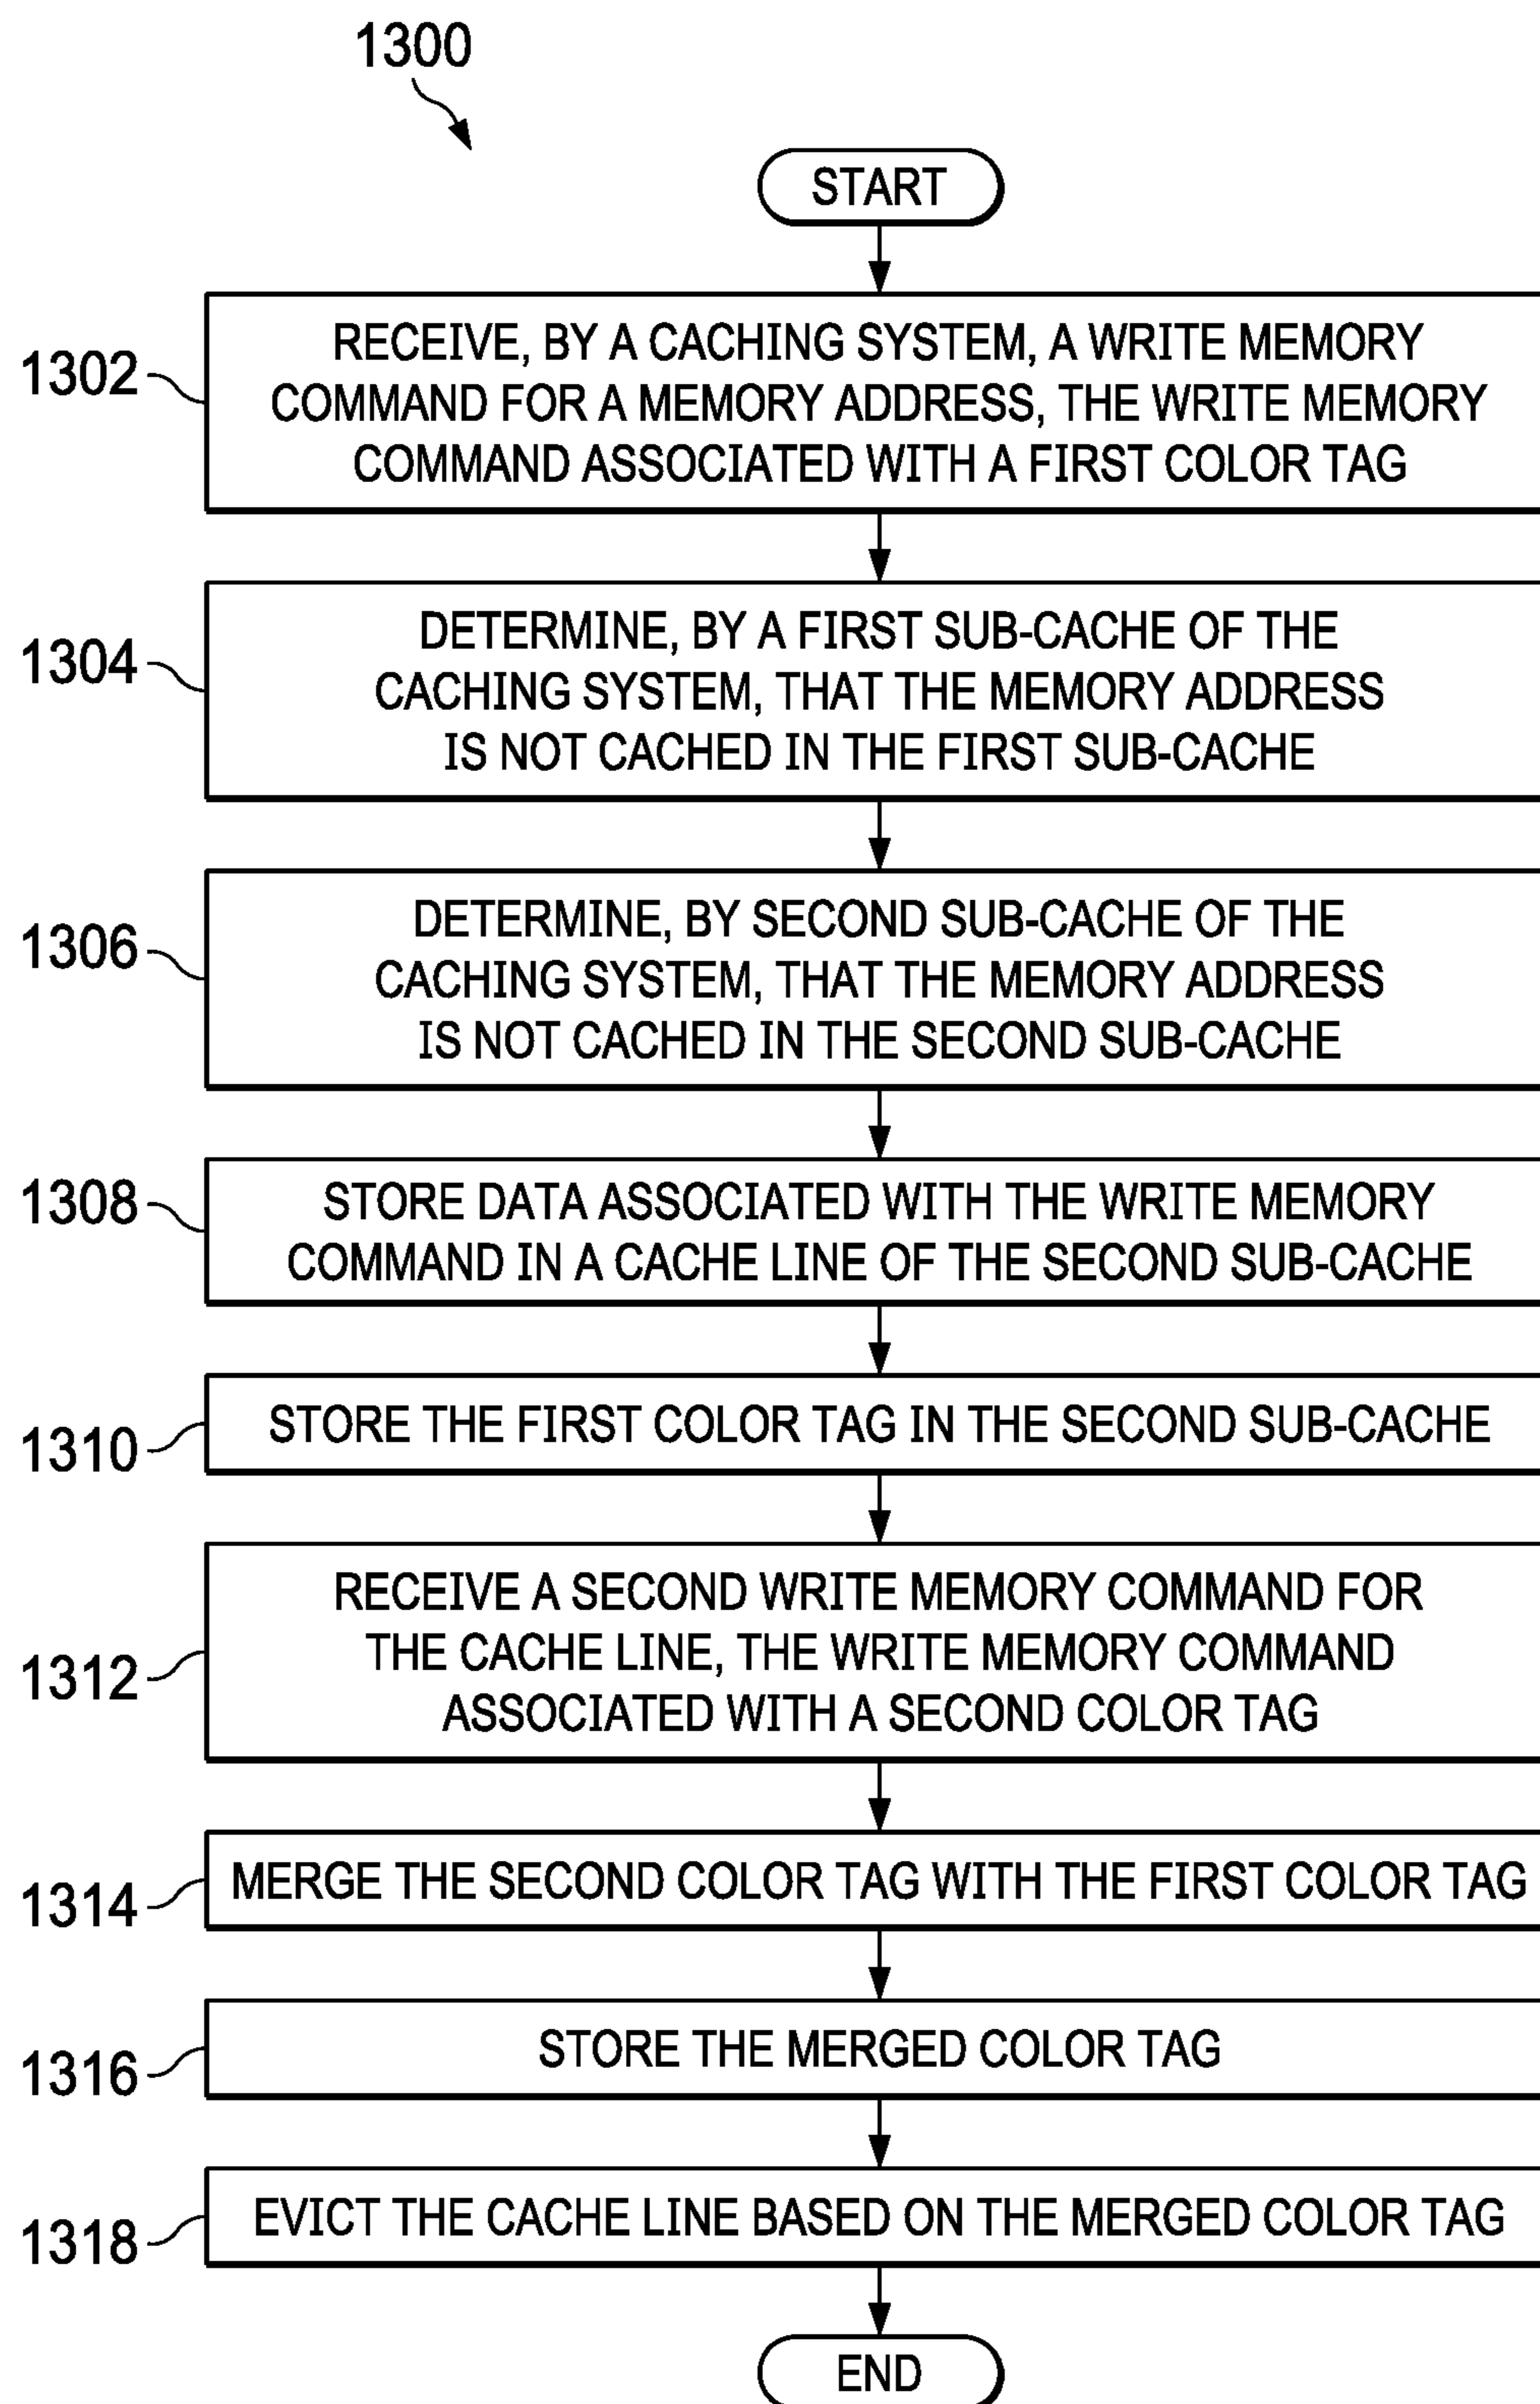 1300
START
1302
RECEIVE, BY A CACHING SYSTEM, A WRITE MEMORY
COMMAND FOR A MEMORY ADDRESS, THE WRITE MEMORY
COMMAND ASSOCIATED WITH A FIRST COLOR TAG
1304
DETERMINE, BY A FIRST SUB-CACHE OF THE
CACHING SYSTEM, THAT THE MEMORY ADDRESS
IS NOT CACHED IN THE FIRST SUB-CACHE
1306
DETERMINE, BY SECOND SUB-CACHE OF THE
CACHING SYSTEM, THAT THE MEMORY ADDRESS
IS NOT CACHED IN THE SECOND SUB-CACHE
1308
STORE DATA ASSOCIATED WITH THE WRITE MEMORY
COMMAND IN A CACHE LINE OF THE SECOND SUB-CACHE
1310
STORE THE FIRST COLOR TAG IN THE SECOND SUB-CACHE
1312
RECEIVE A SECOND WRITE MEMORY COMMAND FOR
THE CACHE LINE, THE WRITE MEMORY COMMAND
ASSOCIATED WITH A SECOND COLOR TAG
1314
MERGE THE SECOND COLOR TAG WITH THE FIRST COLOR TAG
1316
STORE THE MERGED COLOR TAG
1318
EVICT THE CACHE LINE BASED ON THE MERGED COLOR TAG
END